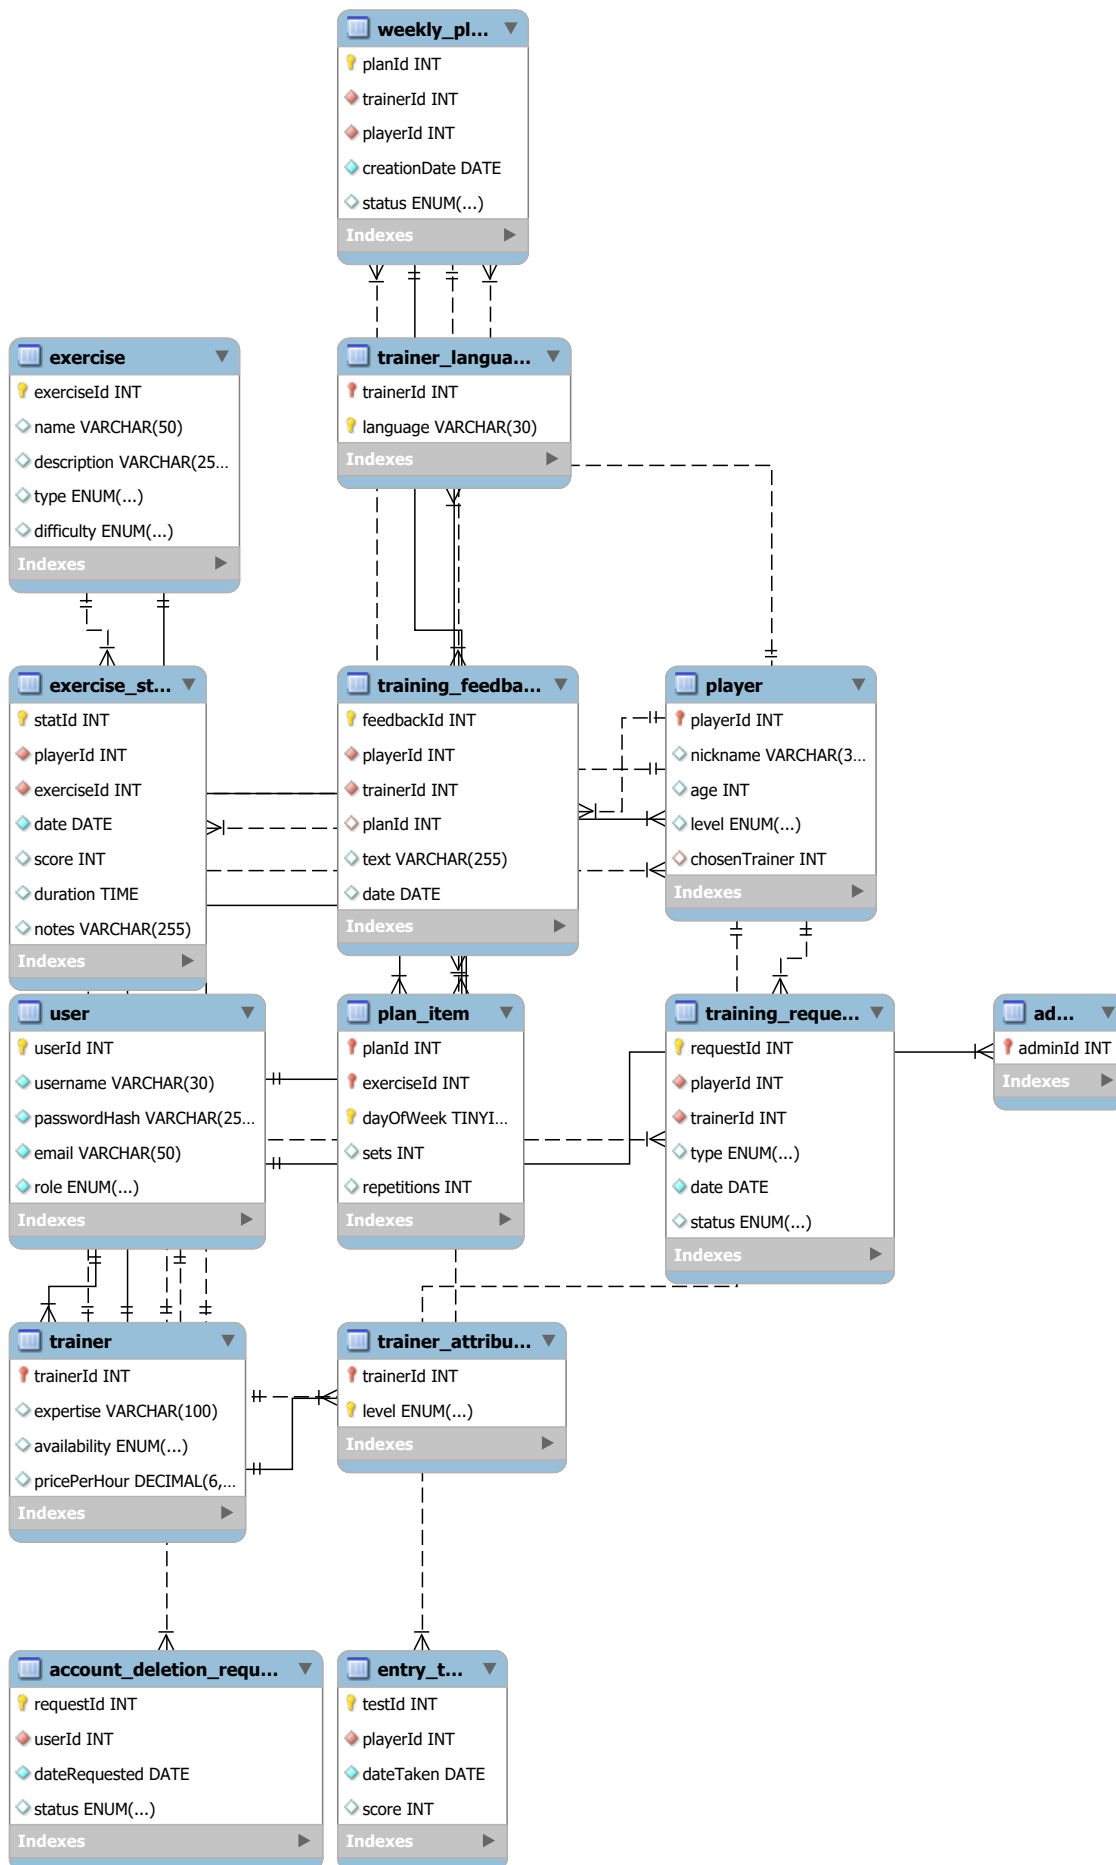 weekly_pl...
planId INT
trainerId INT
playerId INT
creationDate DATE
status ENUM(...)
Indexes
exercise
exerciseId INT
name VARCHAR(50)
description VARCHAR(25...
type ENUM(...)
difficulty ENUM(...)
Indexes
trainer_langua...
trainerId INT
language VARCHAR(30)
Indexes
exercise_st...
statId INT
playerId INT
exerciseId INT
date DATE
score INT
duration TIME
notes VARCHAR(255)
Indexes
training_feedba...
feedbackId INT
playerId INT
trainerId INT
planId INT
text VARCHAR(255)
date DATE
Indexes
player
playerId INT
nickname VARCHAR(3...
age INT
level ENUM(...)
chosenTrainer INT
Indexes
user
userId INT
username VARCHAR(30)
passwordHash VARCHAR(25...
email VARCHAR(50)
role ENUM(...)
Indexes
plan_item
planId INT
exerciseId INT
dayOfWeek TINYI...
sets INT
repetitions INT
Indexes
training_reque...
requestId INT
playerId INT
trainerId INT
type ENUM(...)
date DATE
status ENUM(...)
Indexes
ad...
adminId INT
Indexes
trainer
trainerId INT
expertise VARCHAR(100)
availability ENUM(...)
pricePerHour DECIMAL(6,...
Indexes
trainer_attribu...
trainerId INT
level ENUM(...)
Indexes
account_deletion_requ...
requestId INT
userId INT
dateRequested DATE
status ENUM(...)
Indexes
entry_t...
testId INT
playerId INT
dateTaken DATE
score INT
Indexes